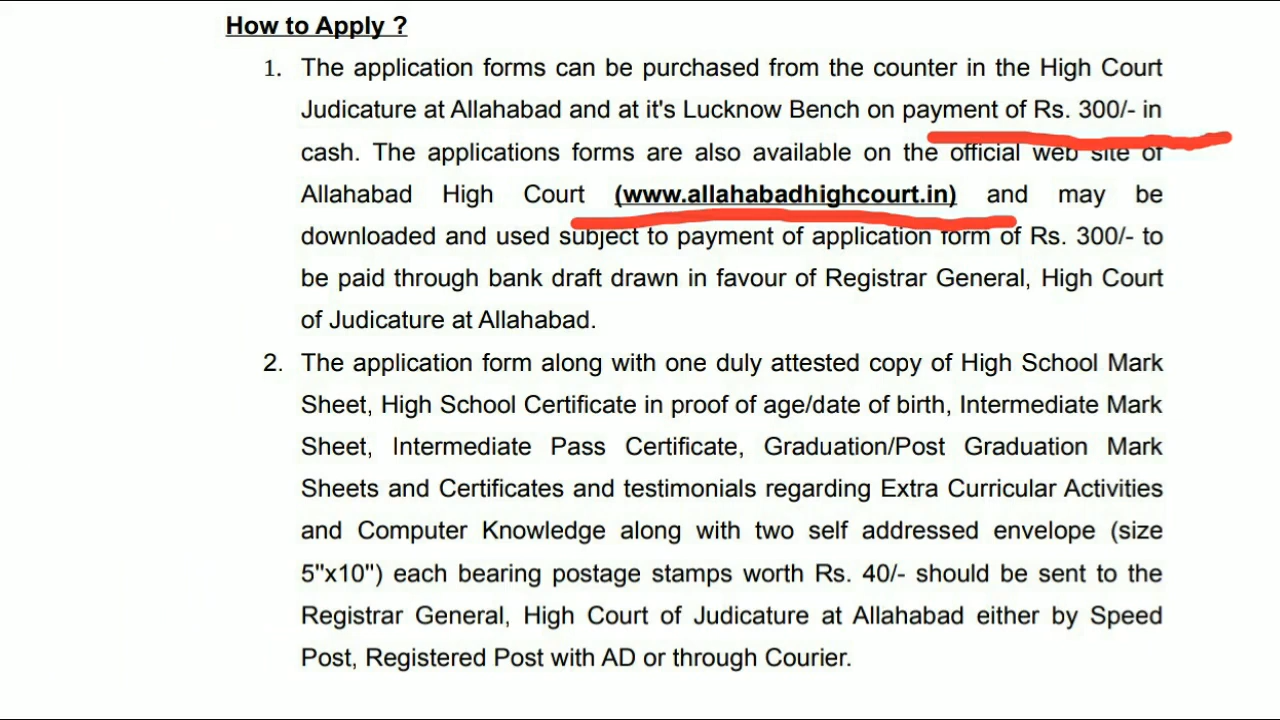 How to Apply ?
1. The application forms can be purchased from the counter in the High Court
Judicature at Allahabad and at it's Lucknow Bench on payment of Rs. 300/- in
cash. The applications forms are also available on the official web site of
Allahabad High Court (www.allahabadhighcourt.in) and may be
downloaded and used subject to payment of application form of Rs. 300/- to
be paid through bank draft drawn in favour of Registrar General, High Court
of Judicature at Allahabad.
2. The application form along with one duly attested copy of High School Mark
Sheet, High School Certificate in proof of age/date of birth, Intermediate Mark
Sheet, Intermediate Pass Certificate, Graduation/Post Graduation Mark
Sheets and Certificates and testimonials regarding Extra Curricular Activities
and Computer Knowledge along with two self addressed envelope (size
5"x10") each bearing postage stamps worth Rs. 40/- should be sent to the
Registrar General, High Court of Judicature at Allahabad either by Speed
Post, Registered Post with AD or through Courier.